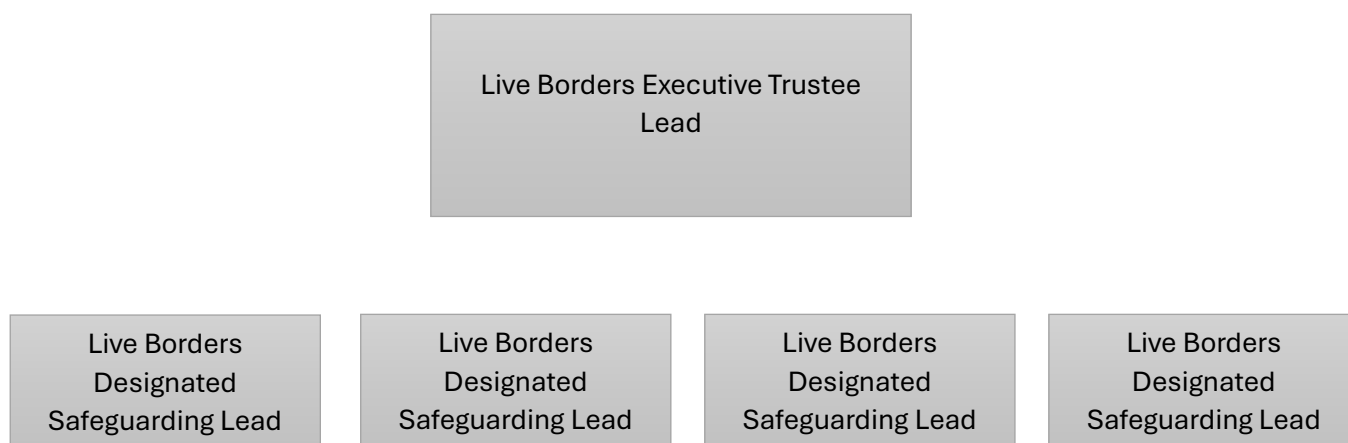 Live Borders Executive Trustee
Lead
Live Borders
Designated
Safeguarding Lead
Live Borders
Designated
Safeguarding Lead
Live Borders
Designated
Safeguarding Lead
Live Borders
Designated
Safeguarding Lead